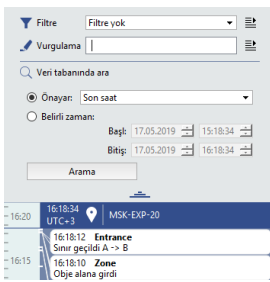 Filtre Filtre yok
Vurgulama
Veri tabanında ara
Önayar: Son saat
Belirli zaman:
Başl: 17.05.2019 15:18:34
Bitiş: 17.05.2019 16:18:34
Arama
16:20 16:18:34 MSK-EXP-20
UTC+3
16:18:12 Entrance
Sınır geçildi A -> B
16:15 16:18:10 Zone
Obje alana girdi